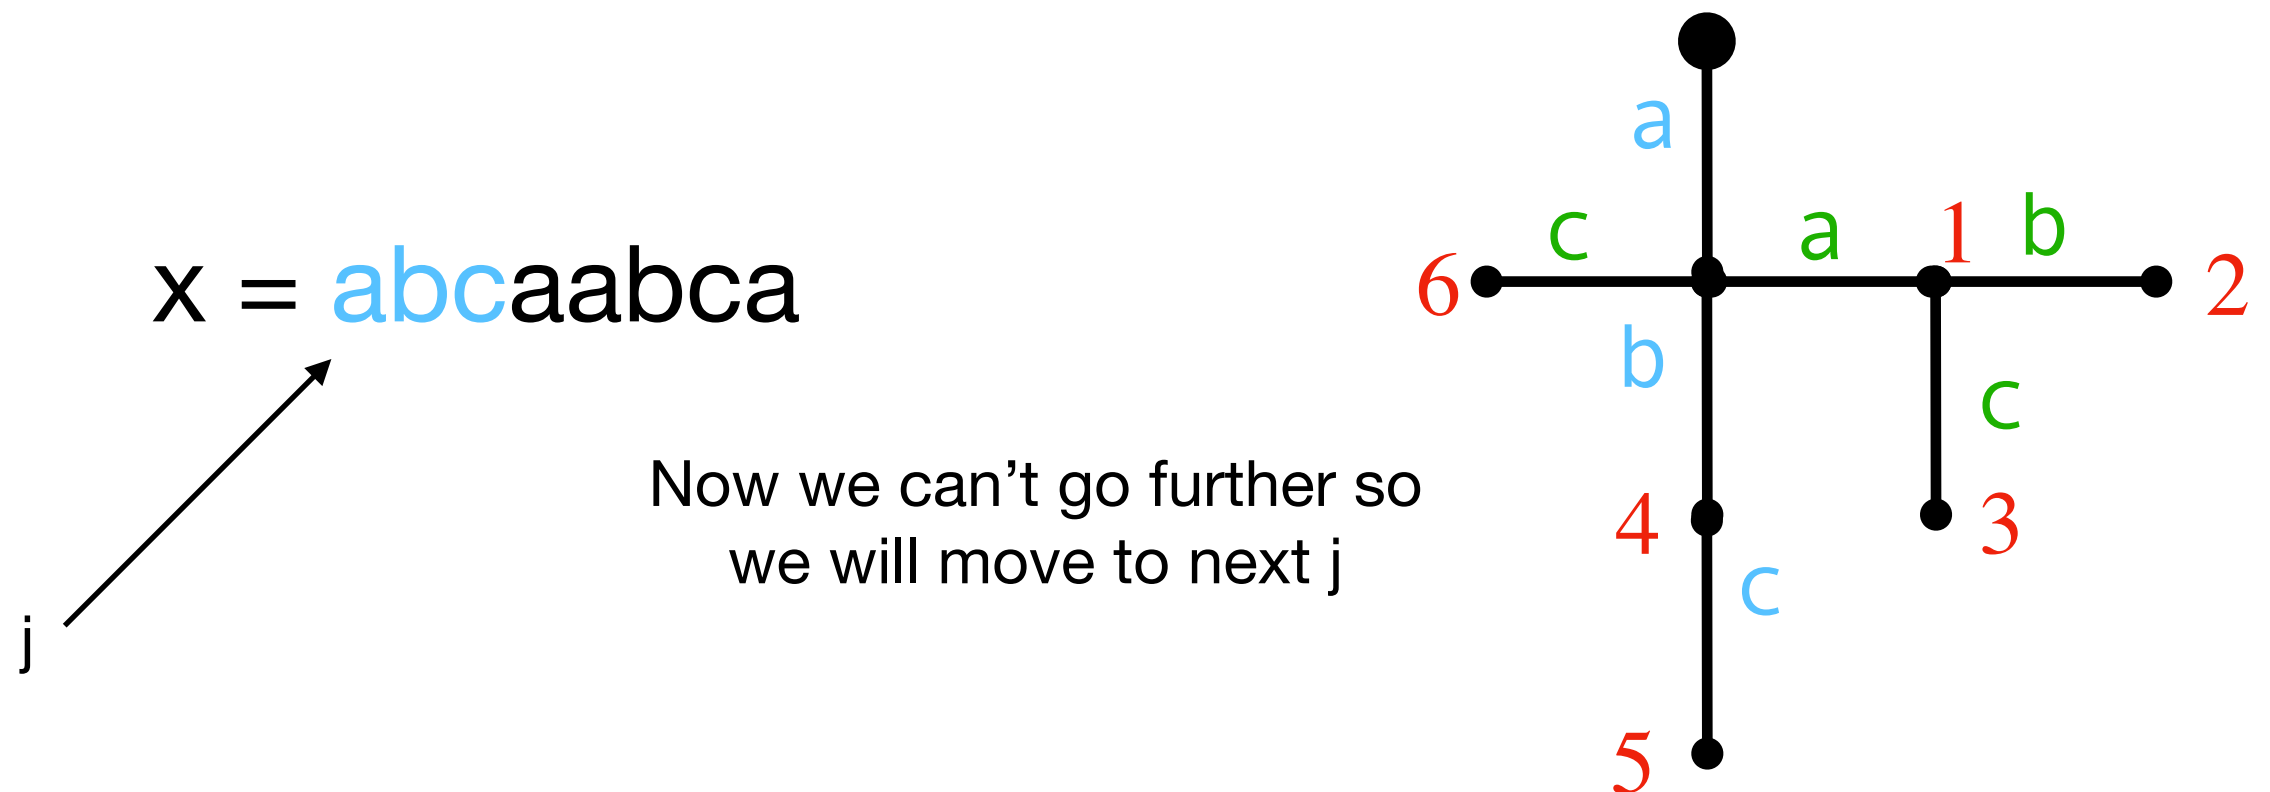 x = abcaabca
j
Now we can’t go further so
we will move to next j
a
c
a
1
b
6
2
b
4
c
3
c
5